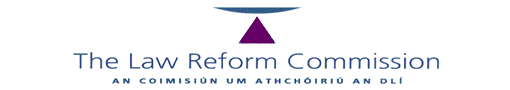 The Law Reform Commission
AN COIMISIÚN UM ATHCHÓIRIÚ AN DLÍ